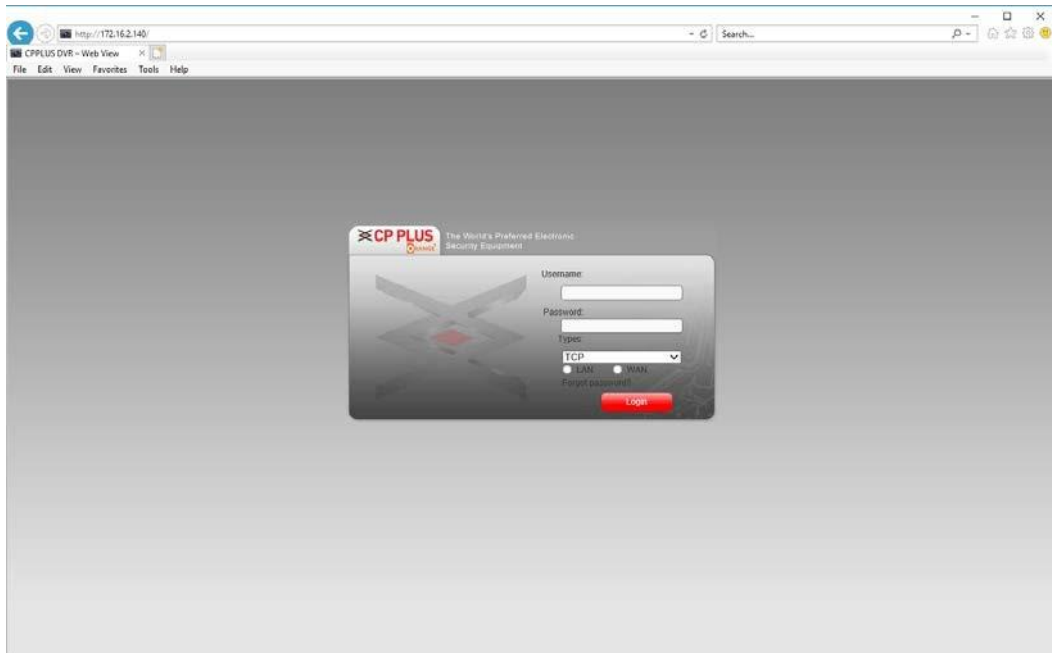 http://172.16.2.140/
Search...
CPPLUS DVR – Web View
File Edit View Favorites Tools Help
CP PLUS
ORANGE
The World's Preferred Electronic
Security Equipment
Username:
Password:
Types:
TCP
LAN WAN
Forgot password?
Login